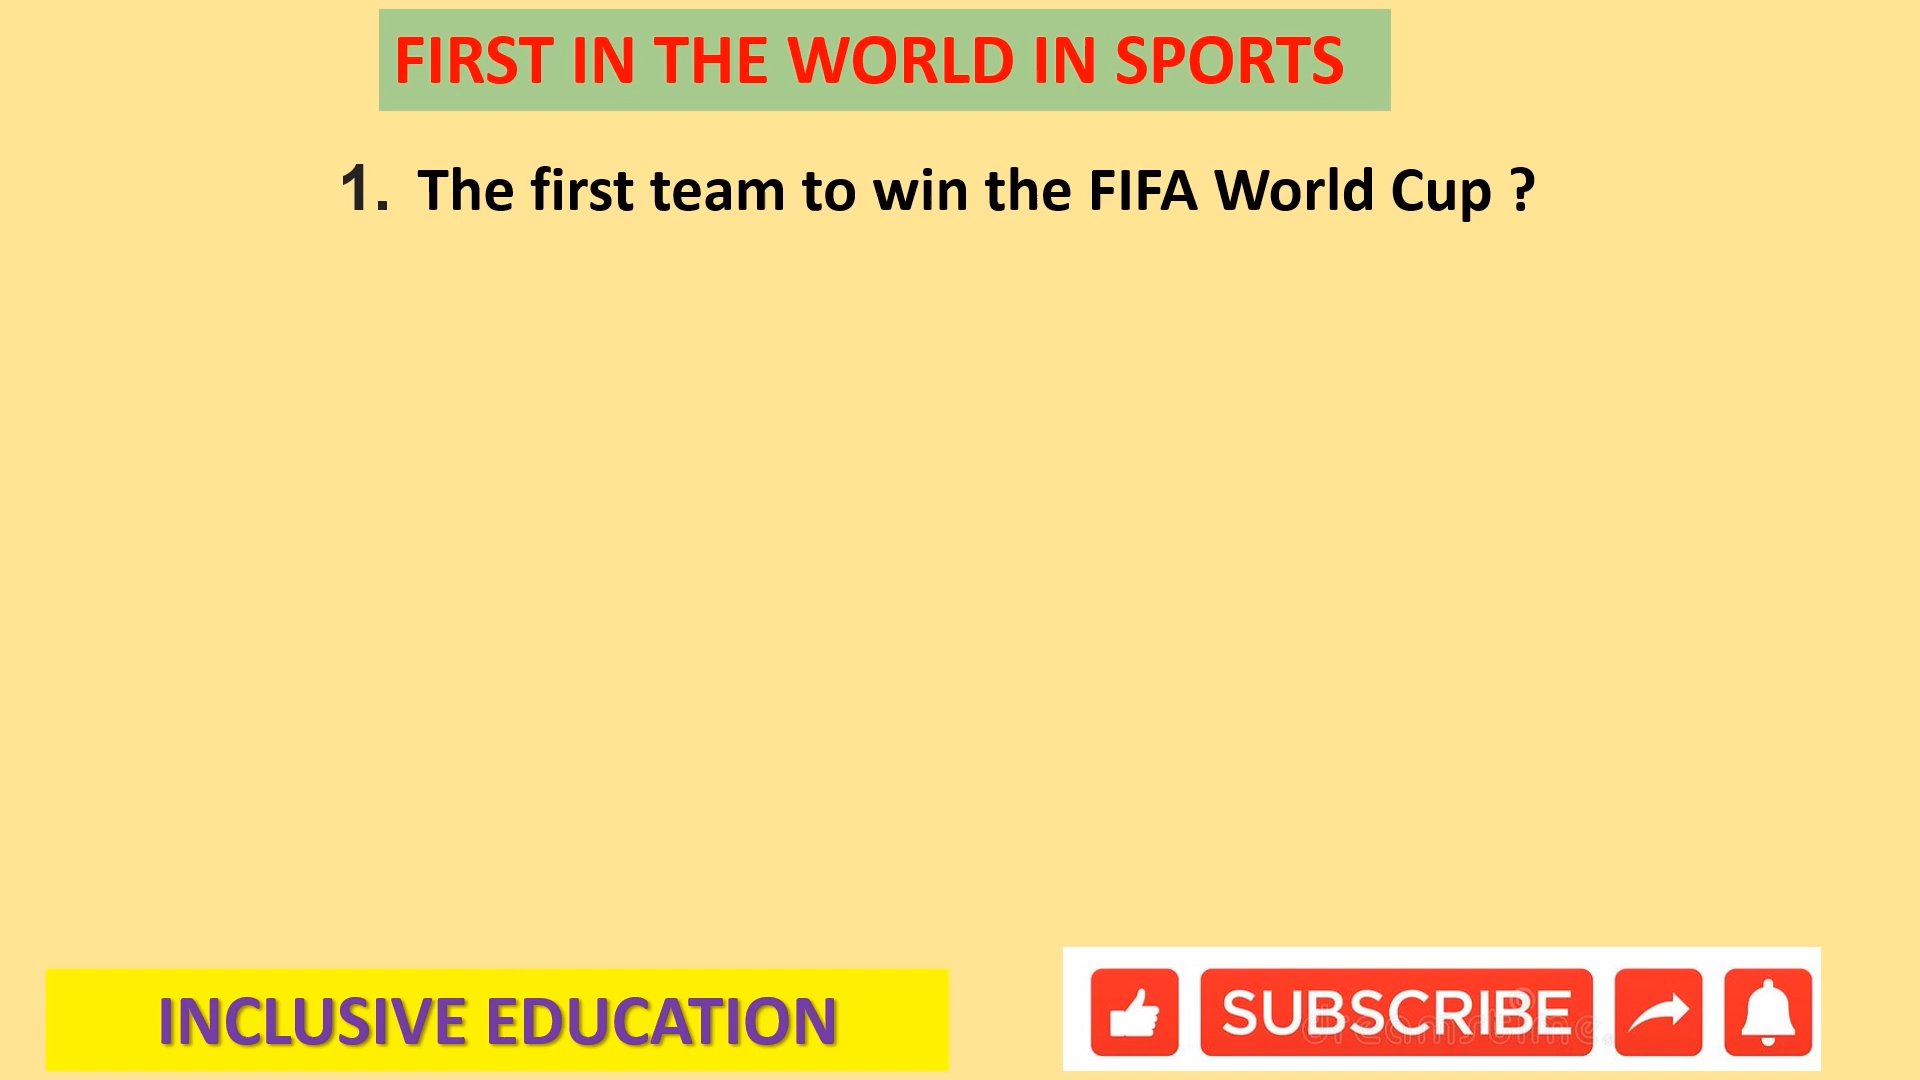 FIRST IN THE WORLD IN SPORTS
1. The first team to win the FIFA World Cup ?
INCLUSIVE EDUCATION
SUBSCRIBE
dreamstime.